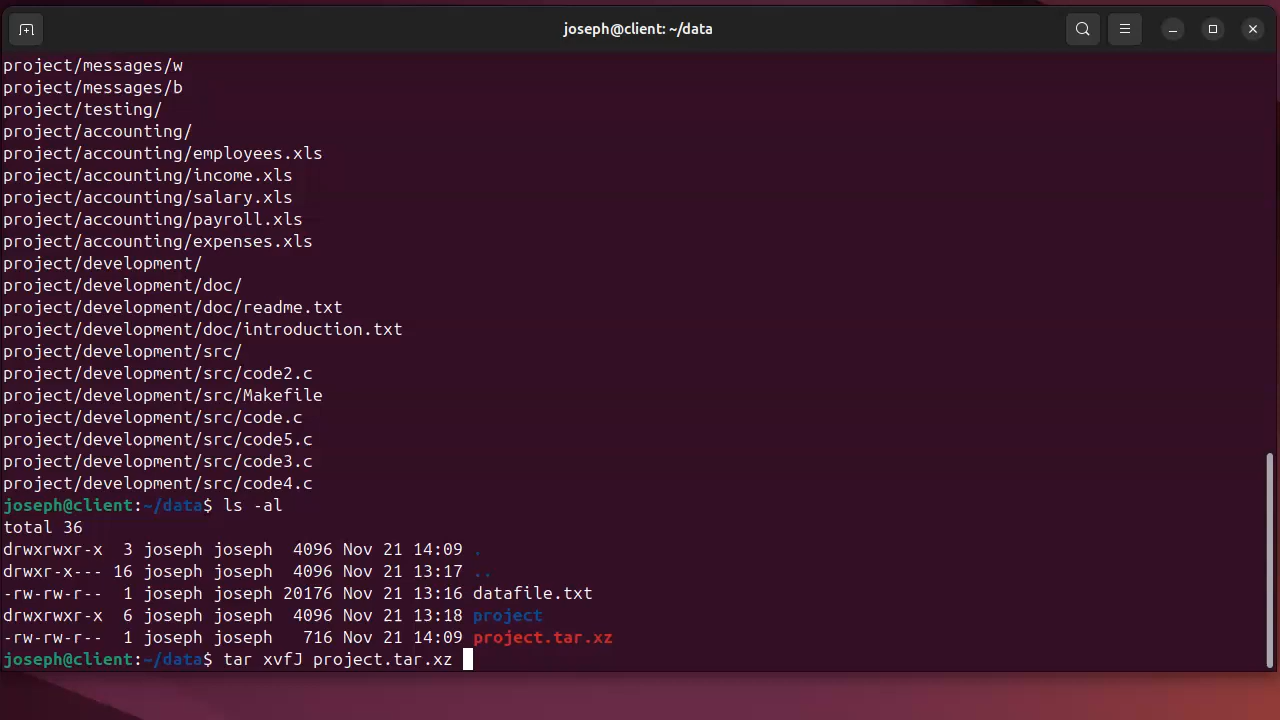 joseph@client: ~/data
project/messages/w
project/messages/b
project/testing/
project/accounting/
project/accounting/employees.xls
project/accounting/income.xls
project/accounting/salary.xls
project/accounting/payroll.xls
project/accounting/expenses.xls
project/development/
project/development/doc/
project/development/doc/readme.txt
project/development/doc/introduction.txt
project/development/src/
project/development/src/code2.c
project/development/src/Makefile
project/development/src/code.c
project/development/src/code5.c
project/development/src/code3.c
project/development/src/code4.c
joseph@client:~/data$ ls -al
total 36
drwxrwxr-x  3 joseph joseph  4096 Nov 21 14:09 .
drwxr-x--- 16 joseph joseph  4096 Nov 21 13:17 ..
-rw-rw-r--  1 joseph joseph 20176 Nov 21 13:16 datafile.txt
drwxrwxr-x  6 joseph joseph  4096 Nov 21 13:18 project
-rw-rw-r--  1 joseph joseph   716 Nov 21 14:09 project.tar.xz
joseph@client:~/data$ tar xvfJ project.tar.xz